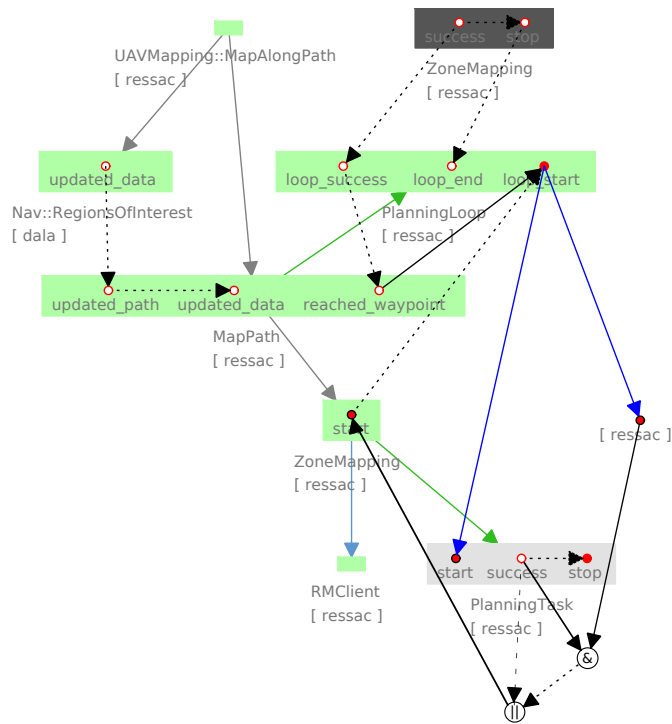 success stop
UAVMapping::MapAlongPath
[ ressac ]
ZoneMapping
[ ressac ]
updated_data
loop_success loop_end loop_start
Nav::RegionsOfInterest
[ dala ]
PlanningLoop
[ ressac ]
updated_path updated_data reached_waypoint
MapPath
[ ressac ]
start
[ ressac ]
ZoneMapping
[ ressac ]
start success stop
RMClient
[ ressac ]
PlanningTask
[ ressac ]
&
||